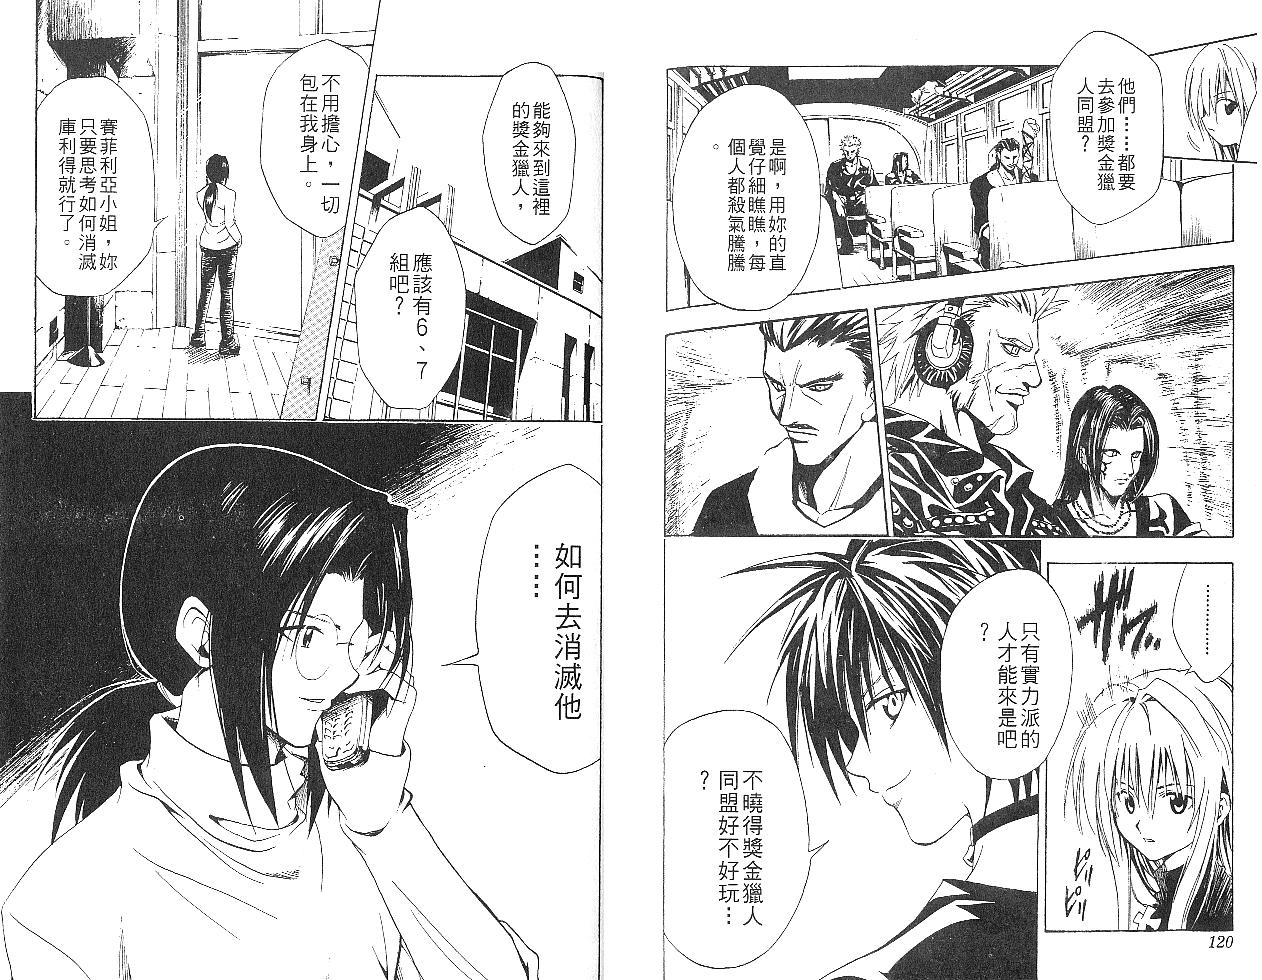 他們……都要
去參加獎金獵
人同盟？
是啊，用妳的直
覺仔細瞧瞧，每
個人都殺氣騰騰
。
………
ザワ…
ピリ
ピリ
只有實力派的
人才能來是吧
？
不曉得獎金獵人
同盟好不好玩…
？
120
能夠來到這裡
的獎金獵人，
應該有6、7
組吧？
不用擔心，一切
包在我身上。
賽菲利亞小姐，妳
只要思考如何消滅
庫利得就行了。
如何去消滅他
……